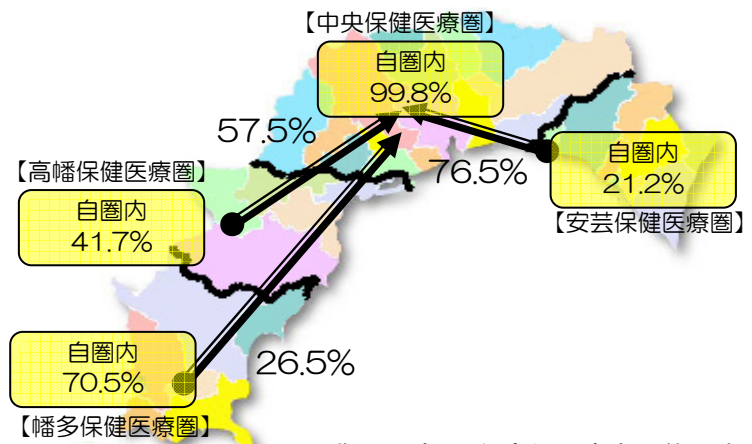 【中央保健医療圏】
自圏内
99.8%
57.5%
76.5%
自圏内
21.2%
【安芸保健医療圏】
【高幡保健医療圏】
自圏内
41.7%
自圏内
70.5%
26.5%
【幡多保健医療圏】